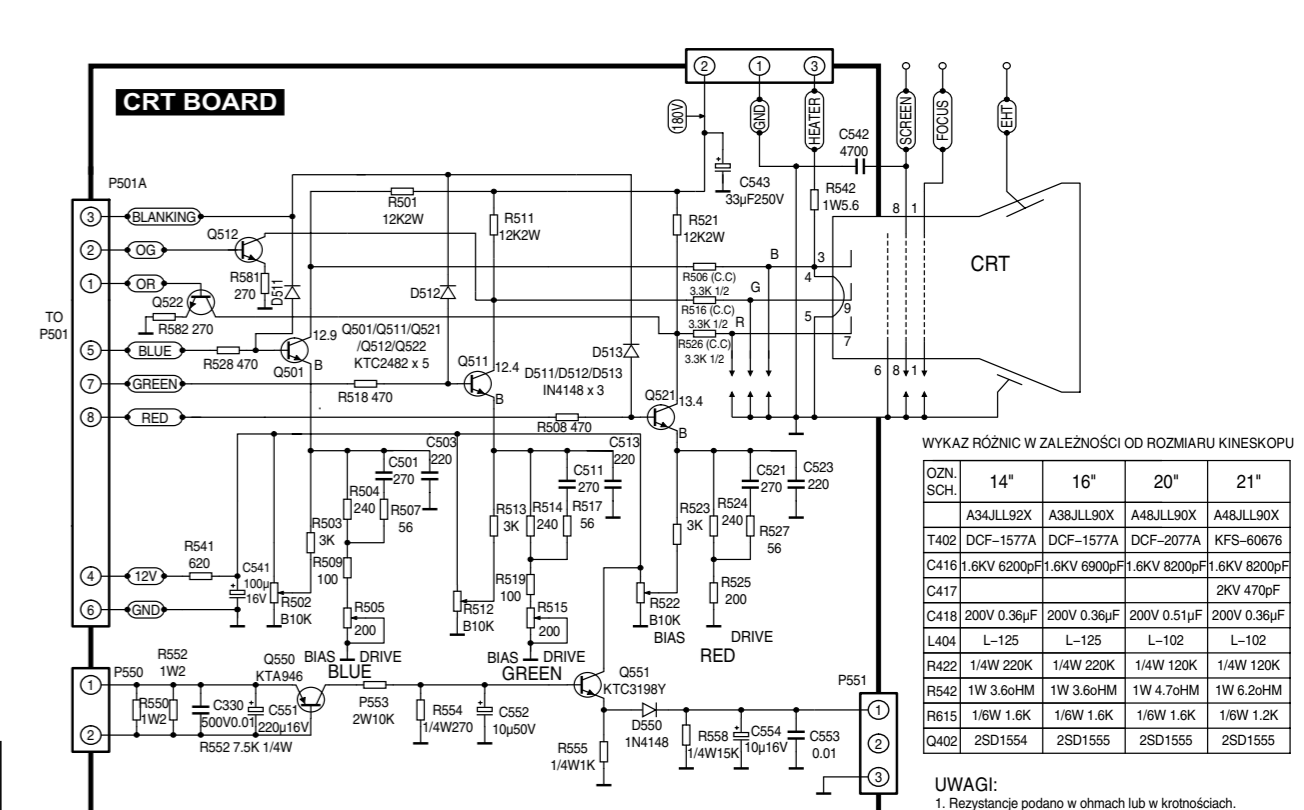 CRT BOARD
2 1 3
180V
GND
HEATER
SCREEN
FOCUS
EHT
C542
4700
C543
33µF250V
R542
1W5.6
8 1
CRT
P501A
3 BLANKING
2 OG
1 OR
TO
P501
5 BLUE
7 GREEN
8 RED
4 12V
6 GND
Q512
R581
270
D511
Q522
R582 270
R501
12K2W
R511
12K2W
R521
12K2W
D512
D513
B
R506 (C.C)
3.3K 1/2
G
R516 (C.C)
3.3K 1/2
R
R526 (C.C)
3.3K 1/2
3
4
9
5
7
6 8 1
12.9
Q501/Q511/Q521
/Q512/Q522
KTC2482 x 5
R528 470
Q501
B
Q511
12.4
B
D511/D512/D513
IN4148 x 3
R518 470
Q521
13.4
B
R508 470
C503
220
C501
270
R504
240
R507
56
R503
3K
R509
100
R505
200
C513
220
C511
270
R513
3K
R514
240
R517
56
R519
100
R515
200
C521
270
C523
220
R523
3K
R524
240
R527
56
R525
200
R541
620
C541
100µ
16V
R502
B10K
R512
B10K
R522
B10K
BIAS DRIVE
BLUE
BIAS DRIVE
GREEN
BIAS DRIVE
RED
P550
1
2
R552
1W2
R550
1W2
C330
500V0.01
C551
220µ16V
Q550
KTA946
R552 7.5K 1/4W
P553
2W10K
R554
1/4W270
C552
10µ50V
Q551
KTC3198Y
R555
1/4W1K
D550
1N4148
R558
1/4W15K
C554
10µ16V
C553
0.01
P551
1
2
3
WYKAZ RÓŻNIC W ZALEŻNOŚCI OD ROZMIARU KINESKOPU
OZN.
SCH. 14" 16" 20" 21"
A34JLL92X A38JLL90X A48JLL90X A48JLL90X
T402 DCF–1577A DCF–1577A DCF–2077A KFS–60676
C416 1.6KV 6200pF 1.6KV 6900pF 1.6KV 8200pF 1.6KV 8200pF
C417 2KV 470pF
C418 200V 0.36µF 200V 0.36µF 200V 0.51µF 200V 0.36µF
L404 L–125 L–125 L–102 L–102
R422 1/4W 220K 1/4W 220K 1/4W 120K 1/4W 120K
R542 1W 3.6oHM 1W 3.6oHM 1W 4.7oHM 1W 6.2oHM
R615 1/6W 1.6K 1/6W 1.6K 1/6W 1.6K 1/6W 1.2K
Q402 2SD1554 2SD1555 2SD1555 2SD1555
UWAGI:
1. Rezystancje podano w ohmach lub w krotnościach.